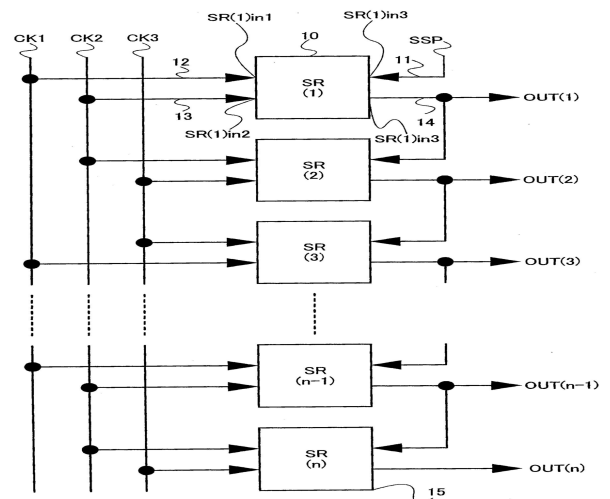 SR(1)in1 10 SR(1)in3
CK1 CK2 CK3 SSP
12 11
SR
(1)
OUT(1)
13 14
SR(1)in2 SR(1)in3
SR
(2)
OUT(2)
SR
(3)
OUT(3)
SR
(n-1)
OUT(n-1)
SR
(n)
OUT(n)
15